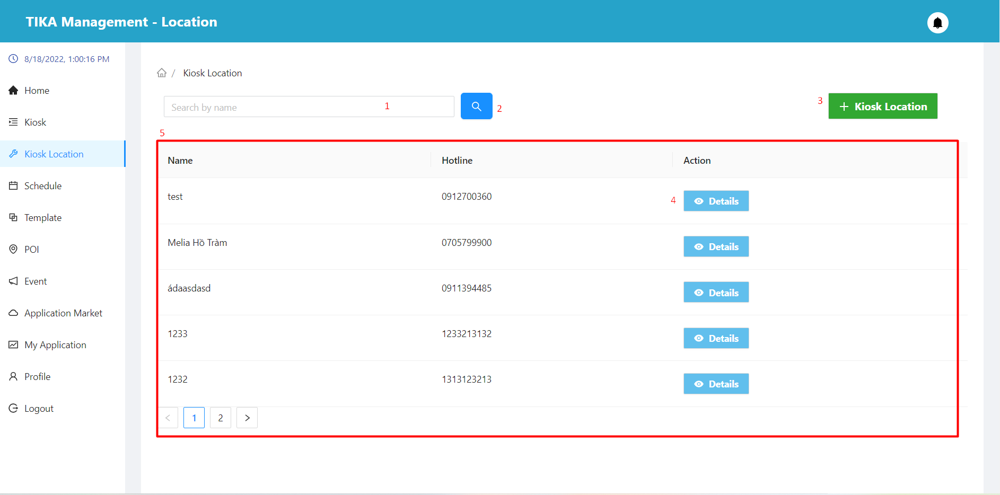 TIKA Management - Location
8/18/2022, 1:00:16 PM
Home
Kiosk
Kiosk Location
Schedule
Template
POI
Event
Application Market
My Application
Profile
Logout
/ Kiosk Location
Search by name 1
2
3 + Kiosk Location
5
Name Hotline Action
test 0912700360 4 Details
Melia Hồ Tràm 0705799900 Details
ádaasdasd 0911394485 Details
1233 1233213132 Details
1232 1313123213 Details
< 1 2 >